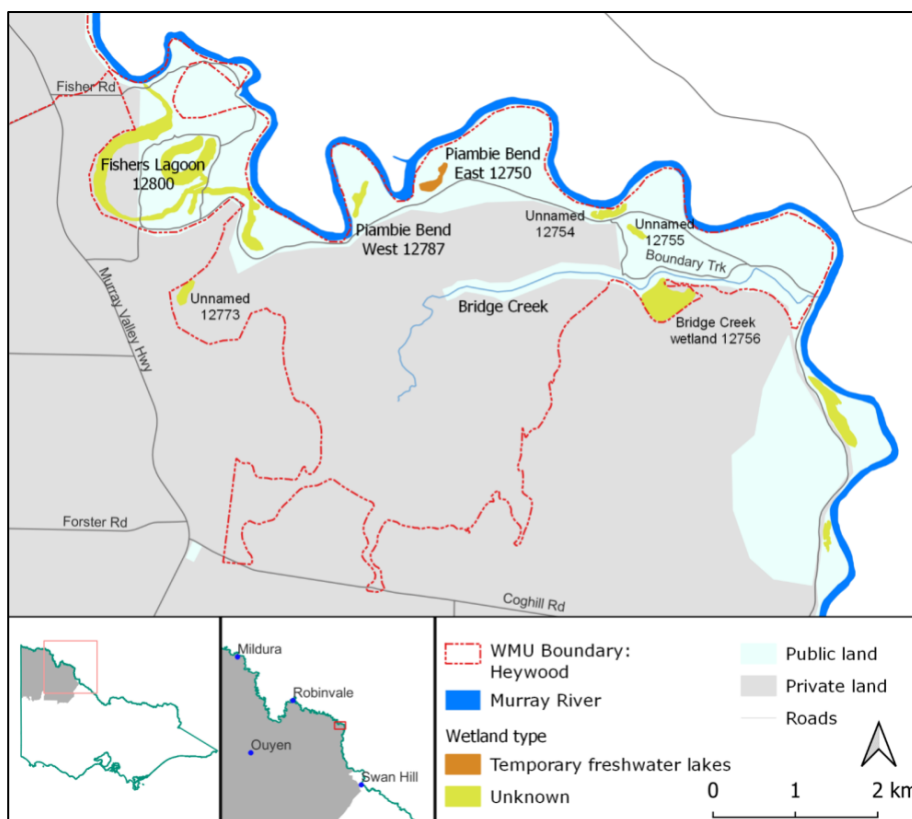 Fisher Rd
Fishers Lagoon
12800
Piambie Bend
East 12750
Unnamed
12754
Unnamed
12755
Piambie Bend
West 12787
Boundary Trk
Murray Valley Hwy
Unnamed
12773
Bridge Creek
Bridge Creek
wetland 12756
Forster Rd
Coghill Rd
Mildura
Robinvale
Ouyen
Swan Hill
WMU Boundary:
Heywood
Murray River
Wetland type
Temporary freshwater lakes
Unknown
Public land
Private land
Roads
0 1 2 km